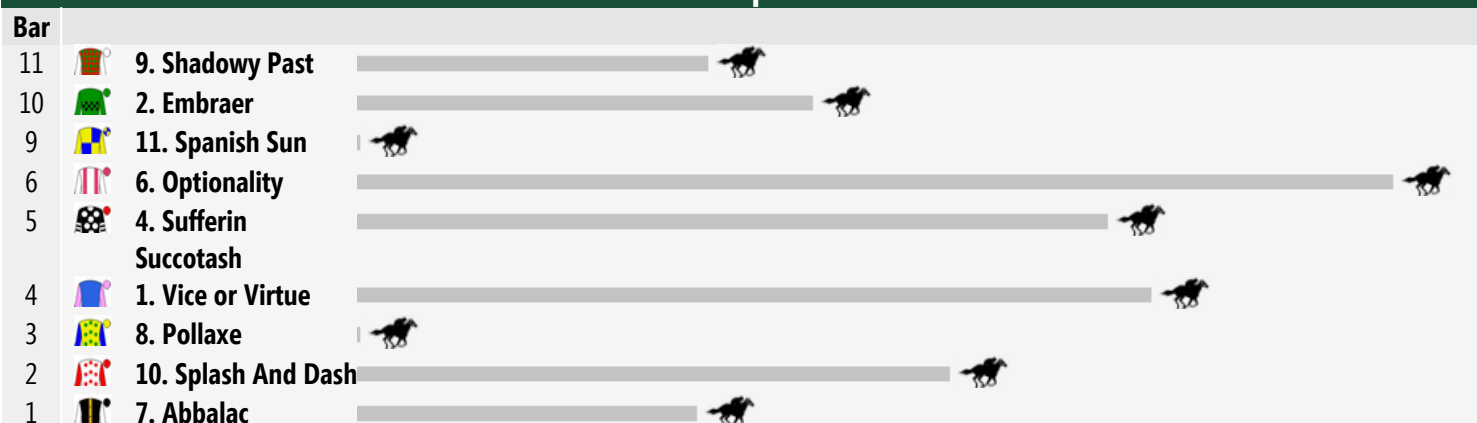 Bar
11 9. Shadowy Past
10 2. Embraer
9 11. Spanish Sun
6 6. Optionality
5 4. Sufferin
Succotash
4 1. Vice or Virtue
3 8. Pollaxe
2 10. Splash And Dash
1 7. Abbalac